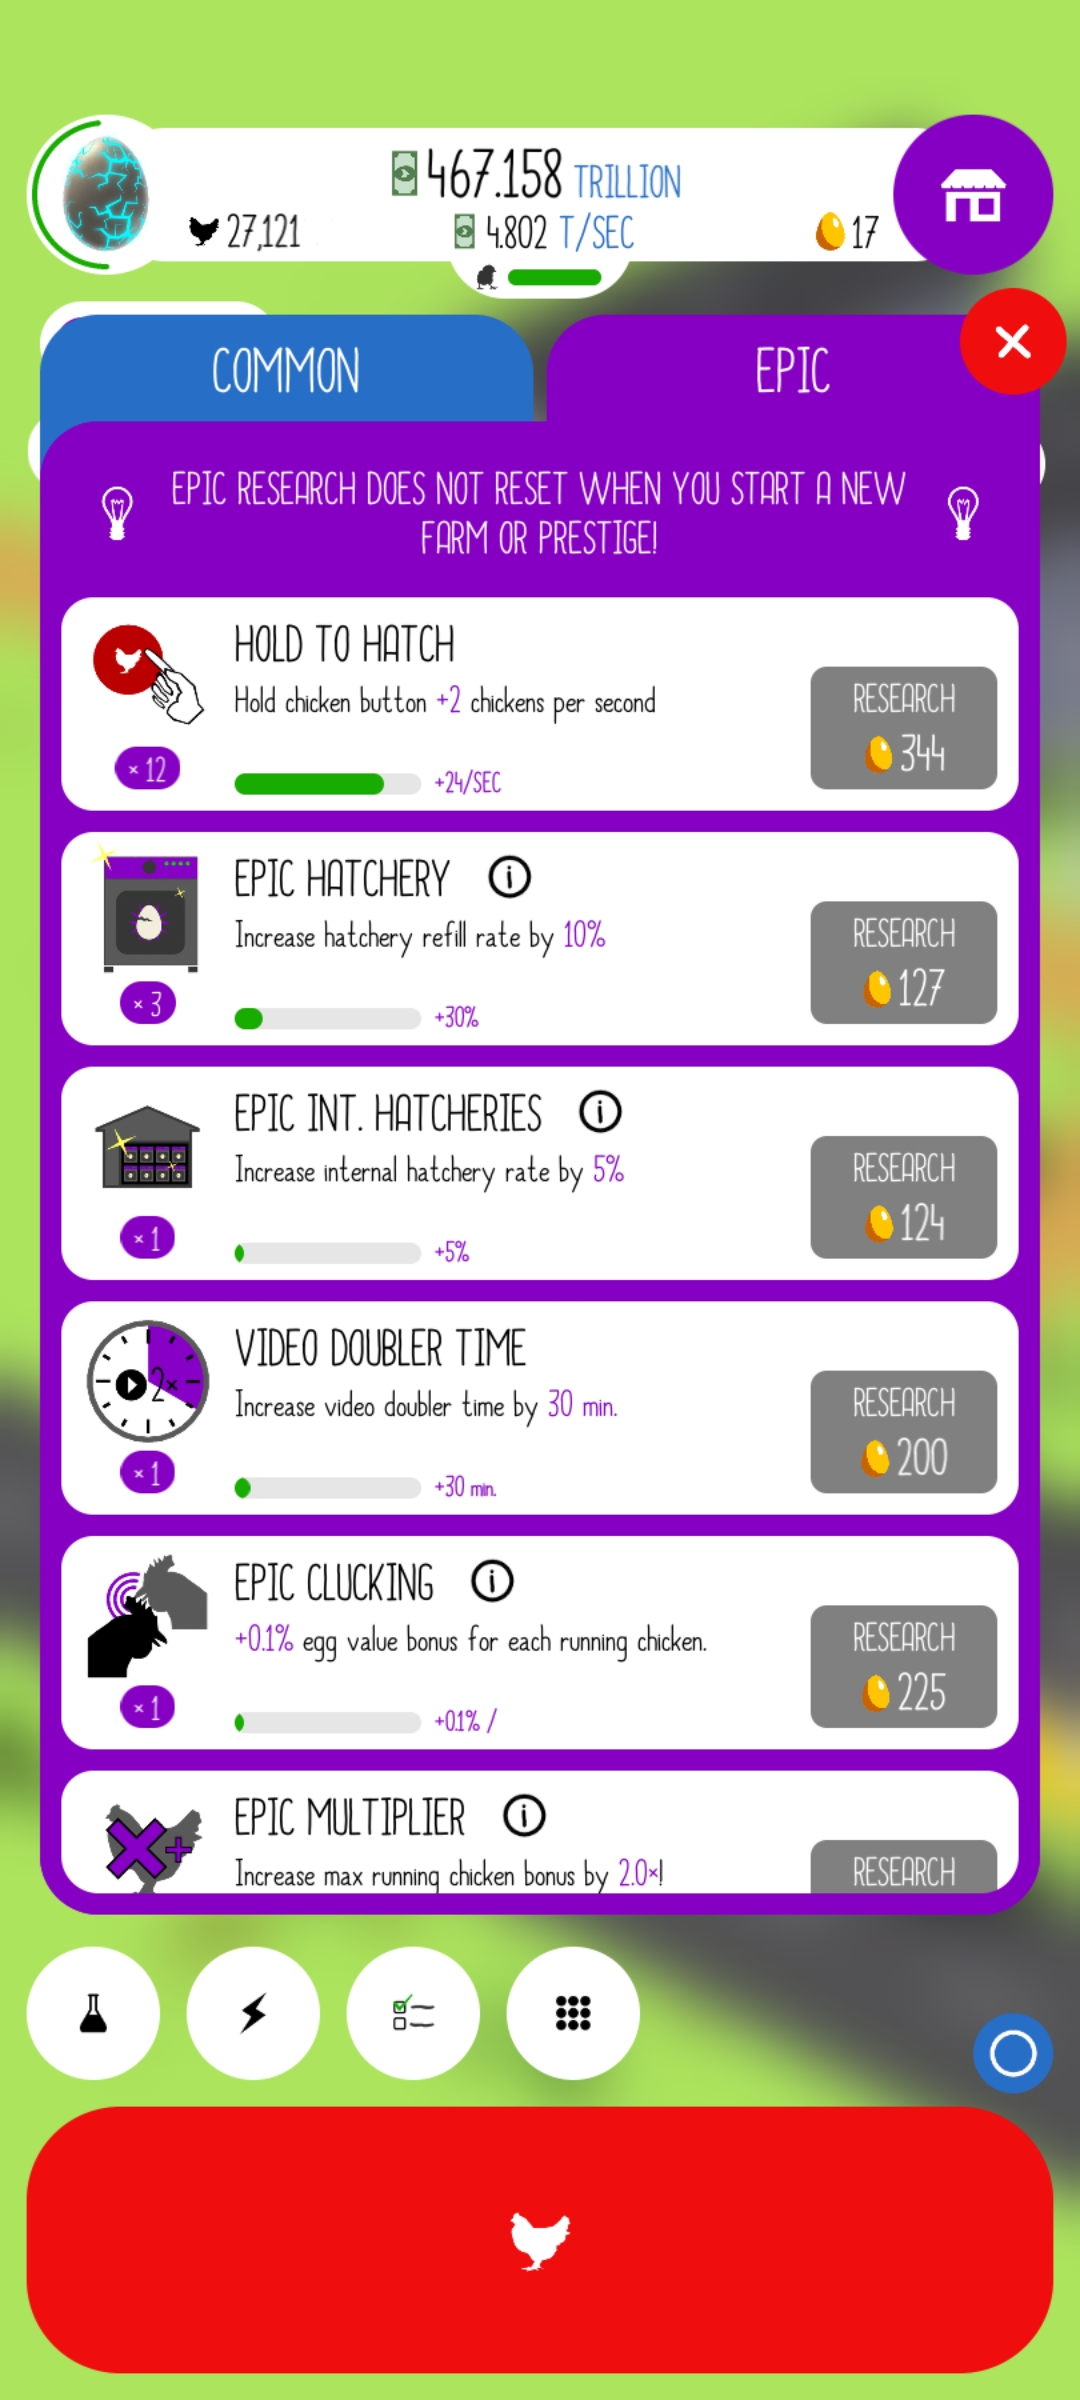 467.158 TRILLION
27,121
4.802 T/SEC
17
COMMON
EPIC
EPIC RESEARCH DOES NOT RESET WHEN YOU START A NEW
FARM OR PRESTIGE!
HOLD TO HATCH
Hold chicken button +2 chickens per second
RESEARCH
344
× 12
+24/SEC
EPIC HATCHERY
Increase hatchery refill rate by 10%
RESEARCH
127
× 3
+30%
EPIC INT. HATCHERIES
Increase internal hatchery rate by 5%
RESEARCH
124
× 1
+5%
2×
VIDEO DOUBLER TIME
Increase video doubler time by 30 min.
RESEARCH
200
× 1
+30 min.
EPIC CLUCKING
+0.1% egg value bonus for each running chicken.
RESEARCH
225
× 1
+0.1% /
EPIC MULTIPLIER
Increase max running chicken bonus by 2.0×!
RESEARCH